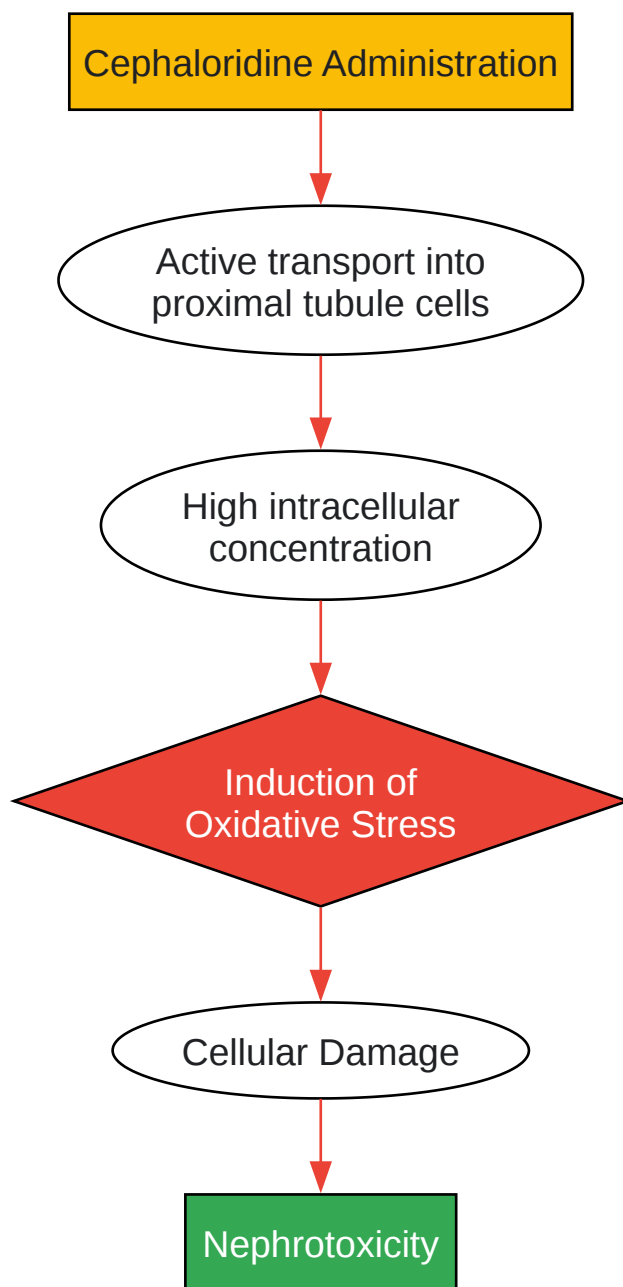 Cephaloridine Administration
Active transport into
proximal tubule cells
High intracellular
concentration
Induction of
Oxidative Stress
Cellular Damage
Nephrotoxicity